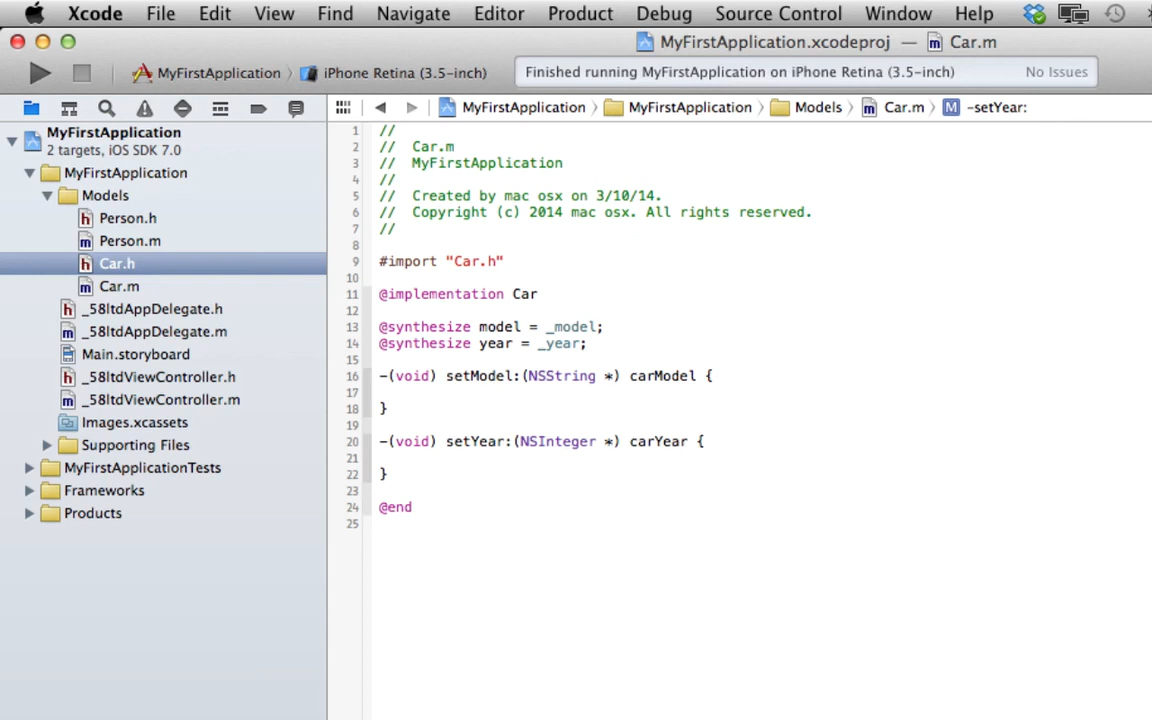 Xcode File Edit View Find Navigate Editor Product Debug Source Control Window Help
MyFirstApplication.xcodeproj — Car.m
MyFirstApplication 〉 iPhone Retina (3.5-inch)
Finished running MyFirstApplication on iPhone Retina (3.5-inch) No Issues
MyFirstApplication 〉 MyFirstApplication 〉 Models 〉 Car.m 〉 M -setYear:
MyFirstApplication
2 targets, iOS SDK 7.0
MyFirstApplication
Models
h Person.h
m Person.m
h Car.h
m Car.m
h _58ltdAppDelegate.h
m _58ltdAppDelegate.m
Main.storyboard
h _58ltdViewController.h
m _58ltdViewController.m
Images.xcassets
Supporting Files
MyFirstApplicationTests
Frameworks
Products
1 //
2 // Car.m
3 // MyFirstApplication
4 //
5 // Created by mac osx on 3/10/14.
6 // Copyright (c) 2014 mac osx. All rights reserved.
7 //
8
9 #import "Car.h"
10
11 @implementation Car
12
13 @synthesize model = _model;
14 @synthesize year = _year;
15
16 -(void) setModel:(NSString *) carModel {
17
18 }
19
20 -(void) setYear:(NSInteger *) carYear {
21
22 }
23
24 @end
25